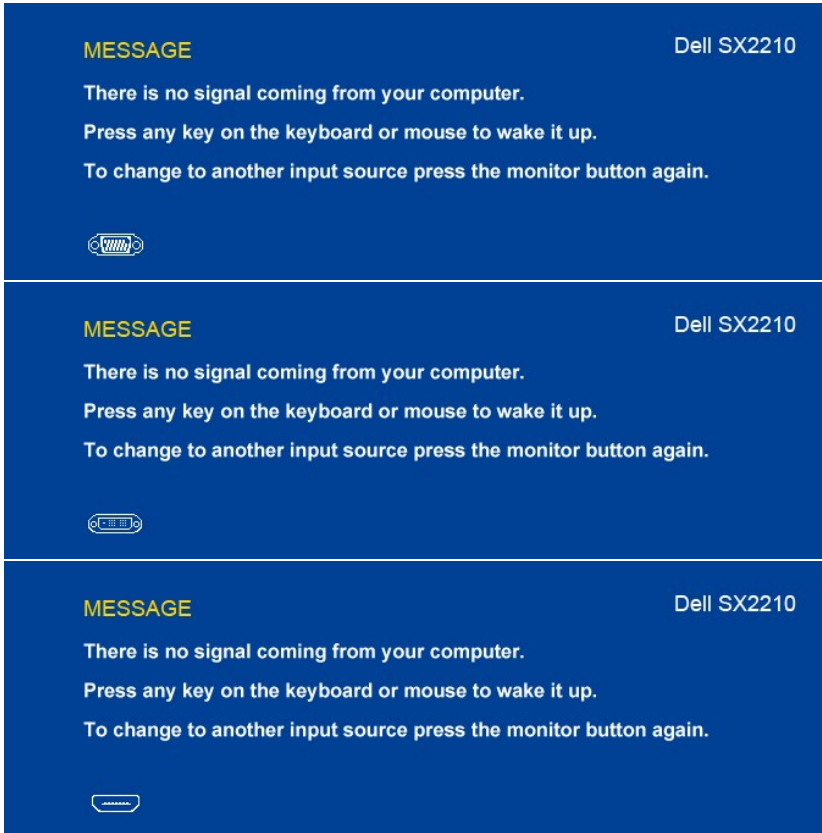 Dell SX2210
MESSAGE
There is no signal coming from your computer.
Press any key on the keyboard or mouse to wake it up.
To change to another input source press the monitor button again.
Dell SX2210
MESSAGE
There is no signal coming from your computer.
Press any key on the keyboard or mouse to wake it up.
To change to another input source press the monitor button again.
Dell SX2210
MESSAGE
There is no signal coming from your computer.
Press any key on the keyboard or mouse to wake it up.
To change to another input source press the monitor button again.